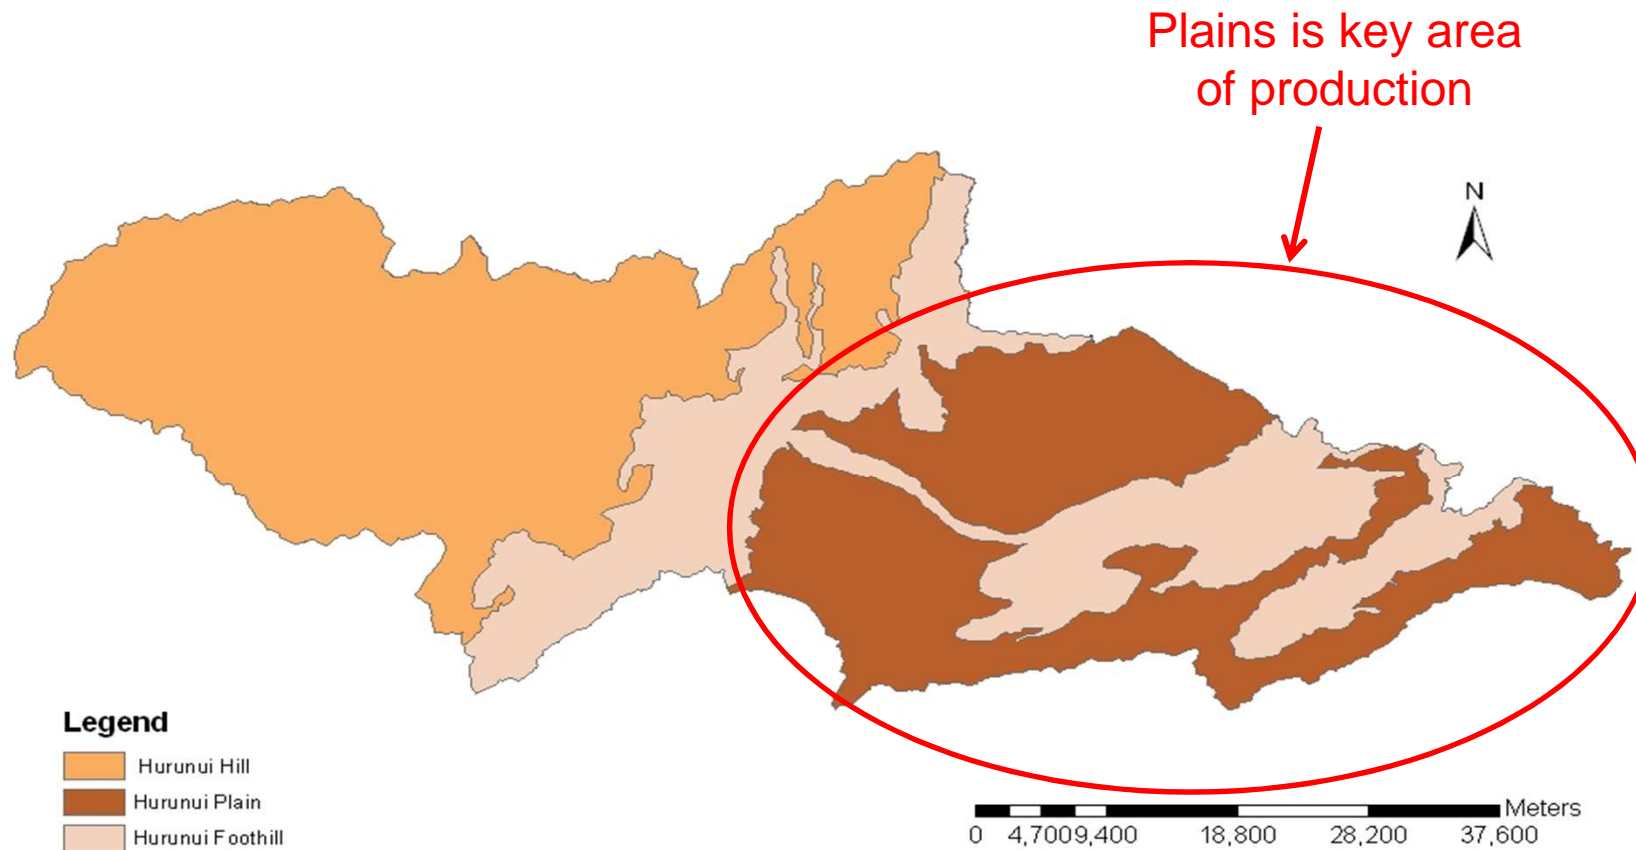 Plains is key area
of production
N
Legend
Hurunui Hill
Hurunui Plain
Hurunui Foothill
Meters
0 4,7009,400 18,800 28,200 37,600